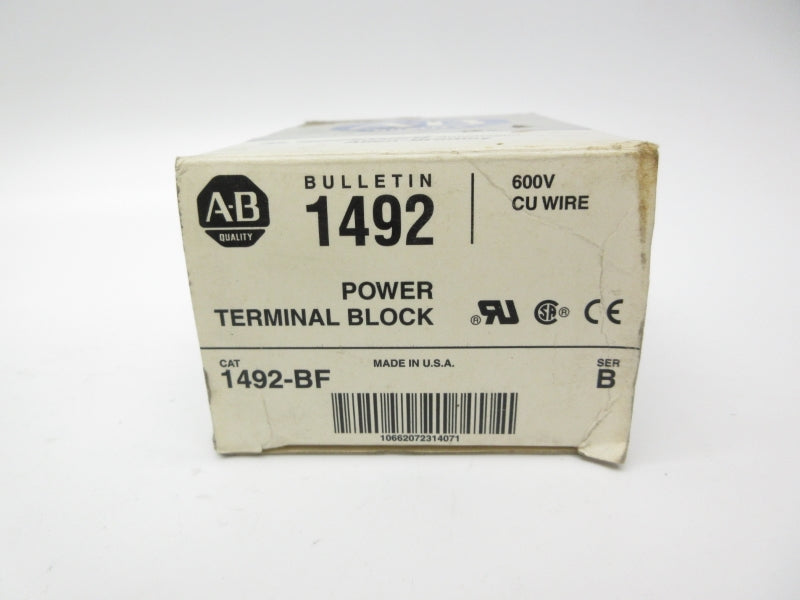 A·B
QUALITY
BULLETIN
1492
600V
CU WIRE
POWER
TERMINAL BLOCK
CAT
1492-BF
MADE IN U.S.A.
SER
B
10662072314071